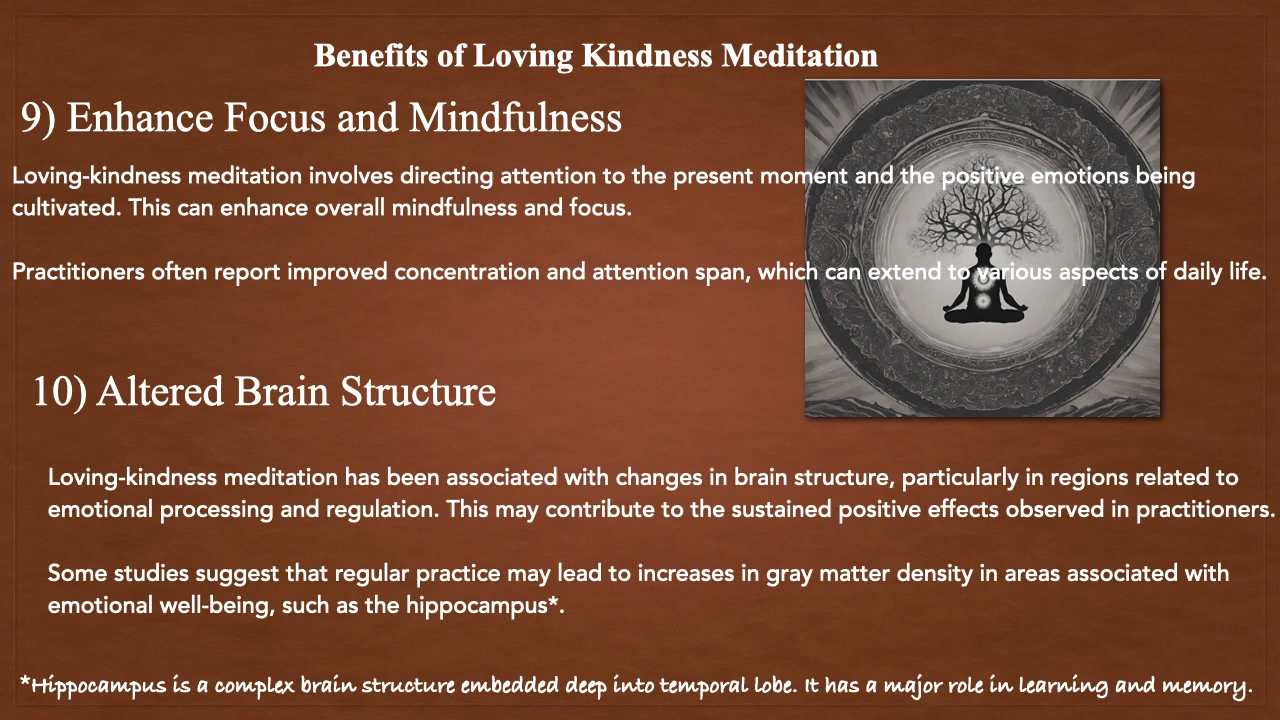 Benefits of Loving Kindness Meditation
9) Enhance Focus and Mindfulness
Loving-kindness meditation involves directing attention to the present moment and the positive emotions being
cultivated. This can enhance overall mindfulness and focus.
Practitioners often report improved concentration and attention span, which can extend to various aspects of daily life.
10) Altered Brain Structure
Loving-kindness meditation has been associated with changes in brain structure, particularly in regions related to
emotional processing and regulation. This may contribute to the sustained positive effects observed in practitioners.
Some studies suggest that regular practice may lead to increases in gray matter density in areas associated with
emotional well-being, such as the hippocampus*.
*Hippocampus is a complex brain structure embedded deep into temporal lobe. It has a major role in learning and memory.